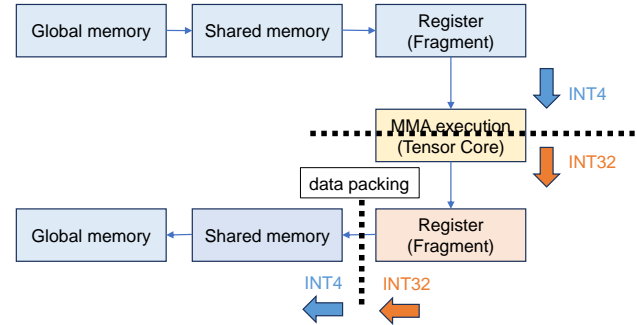 Global memory
Shared memory
Register
(Fragment)
INT4
MMA execution
(Tensor Core)
INT32
data packing
Global memory
Shared memory
Register
(Fragment)
INT4
INT32